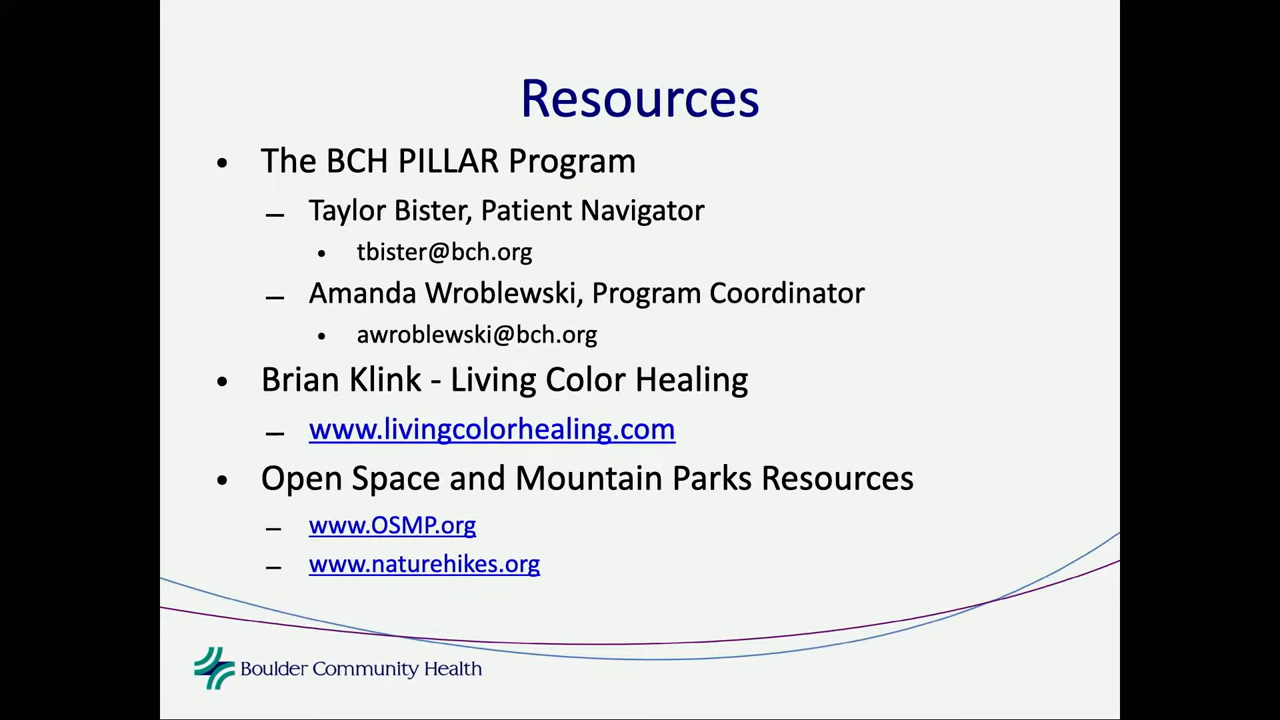 Resources
• The BCH PILLAR Program
– Taylor Bister, Patient Navigator
• tbister@bch.org
– Amanda Wroblewski, Program Coordinator
• awroblewski@bch.org
• Brian Klink - Living Color Healing
– www.livingcolorhealing.com
• Open Space and Mountain Parks Resources
– www.OSMP.org
– www.naturehikes.org
Boulder Community Health